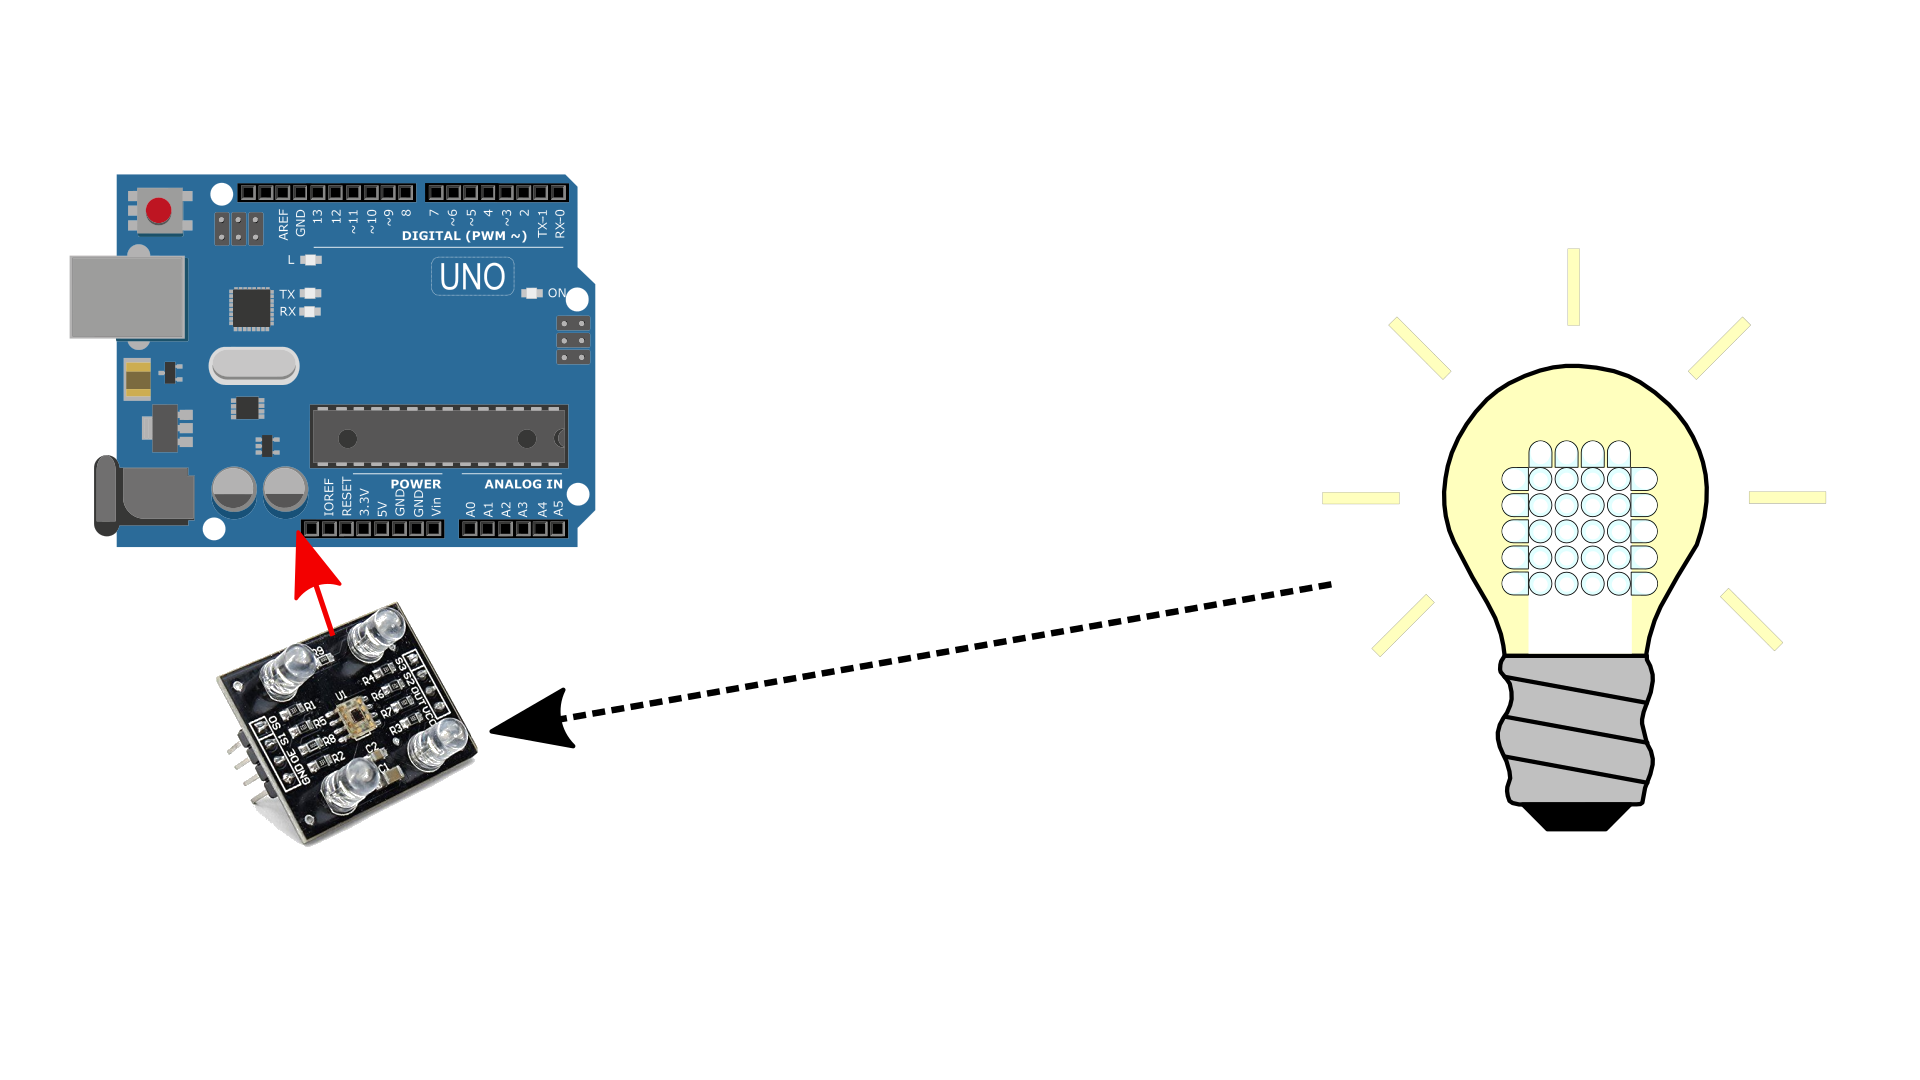 AREF
GND
13
12
~11
~10
~9
8
7
~6
~5
4
~3
2
TX-1
RX-0
DIGITAL (PWM ~)
L
TX
RX
UNO
ON
POWER
ANALOG IN
IOREF
RESET
3.3V
5V
GND
GND
Vin
A0
A1
A2
A3
A4
A5
R9
S3
S2
OUT
VCC
R4
R6
R7
R3
U1
R1
R5
R8
R2
C2
C1
S0
S1
OE
GND